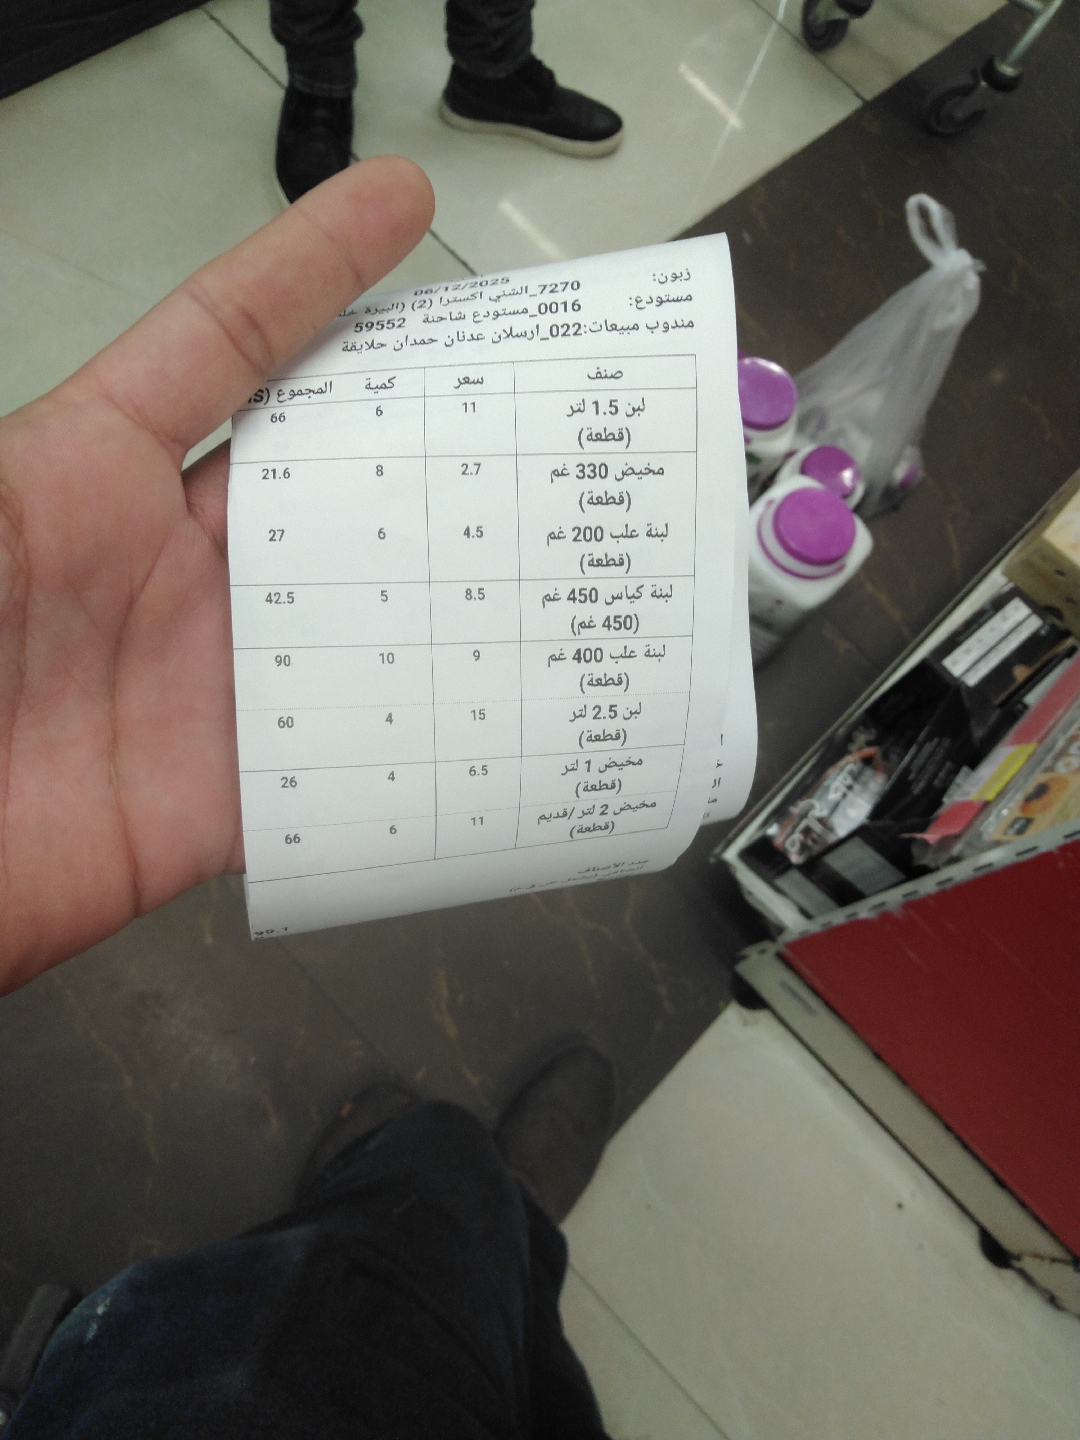 06/12/2025
زبون: 7270_الشني اكسترا (2) (البيرة
مستودع: 0016_مستودع شاحنة 59552
مندوب مبيعات:022_ارسلان عدنان حمدان حلايقة
صنف سعر كمية المجموع
لبن 1.5 لتر 11 6 66
(قطعة)
مخيض 330 غم 2.7 8 21.6
(قطعة)
لبنة علب 200 غم 4.5 6 27
(قطعة)
لبنة كياس 450 غم 8.5 5 42.5
(450 غم)
لبنة علب 400 غم 9 10 90
(قطعة)
لبن 2.5 لتر 15 4 60
(قطعة)
مخيض 1 لتر 6.5 4 26
(قطعة)
مخيض 2 لتر /قديم 11 6 66
(قطعة)
عدد الأصناف